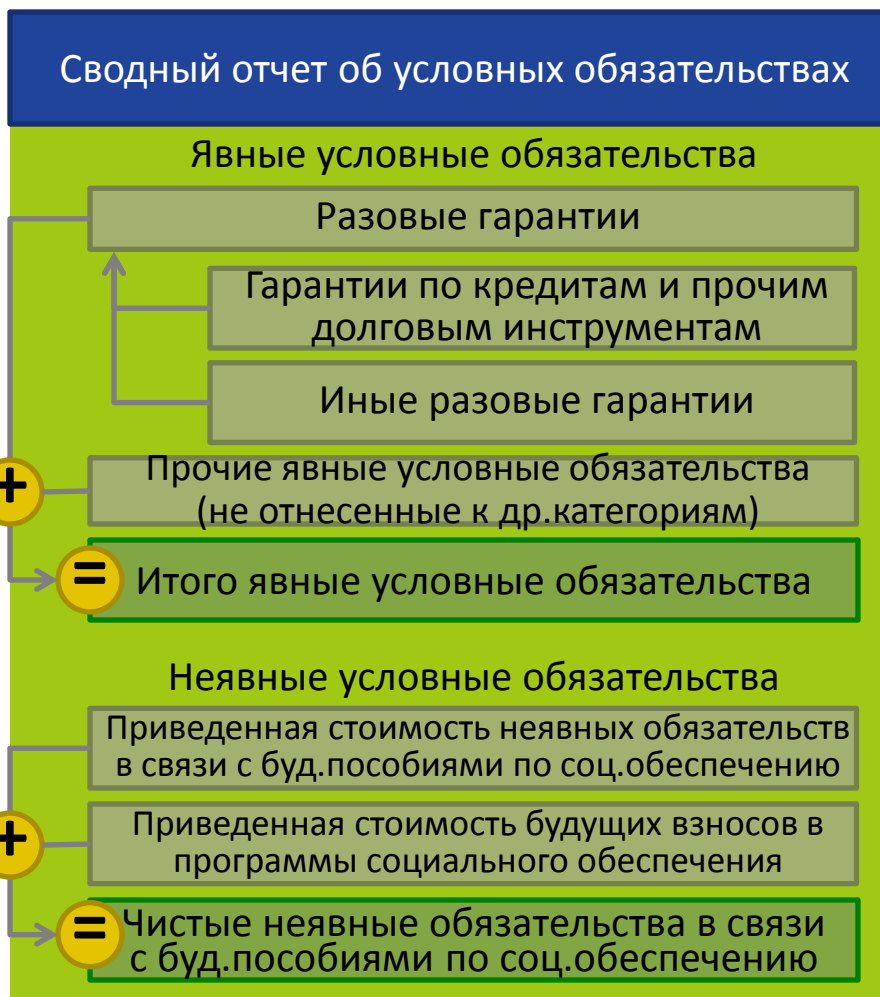 Сводный отчет об условных обязательствах
Явные условные обязательства
Разовые гарантии
Гарантии по кредитам и прочим
долговым инструментам
Иные разовые гарантии
+
Прочие явные условные обязательства
(не отнесенные к др.категориям)
=
Итого явные условные обязательства
Неявные условные обязательства
Приведенная стоимость неявных обязательств
в связи с буд.пособиями по соц.обеспечению
+
Приведенная стоимость будущих взносов в
программы социального обеспечения
=
Чистые неявные обязательства в связи
с буд.пособиями по соц.обеспечению